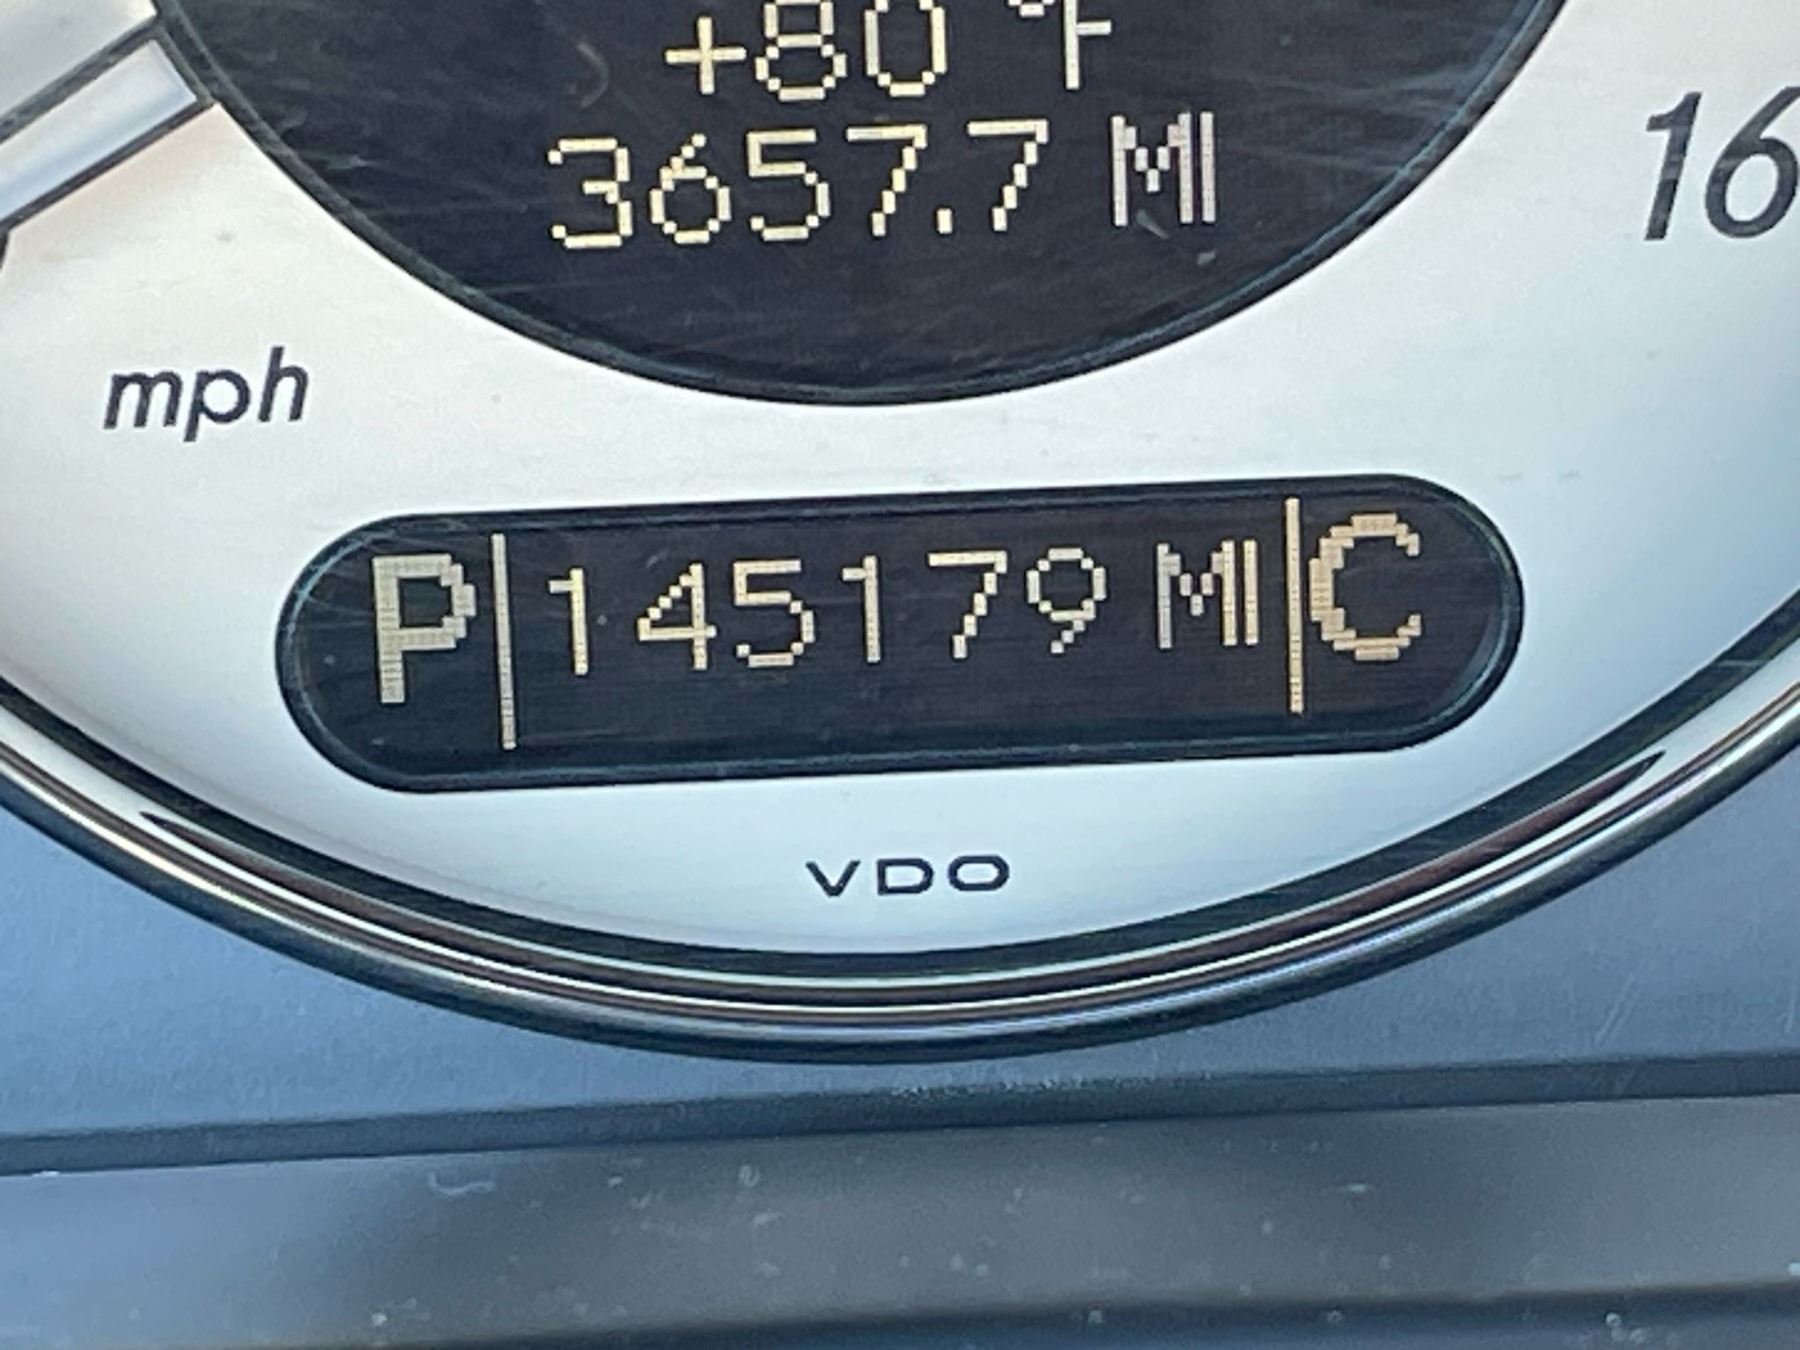 +80 °F
3657.7 MI
16
mph
P|145179 MI|C
VDO